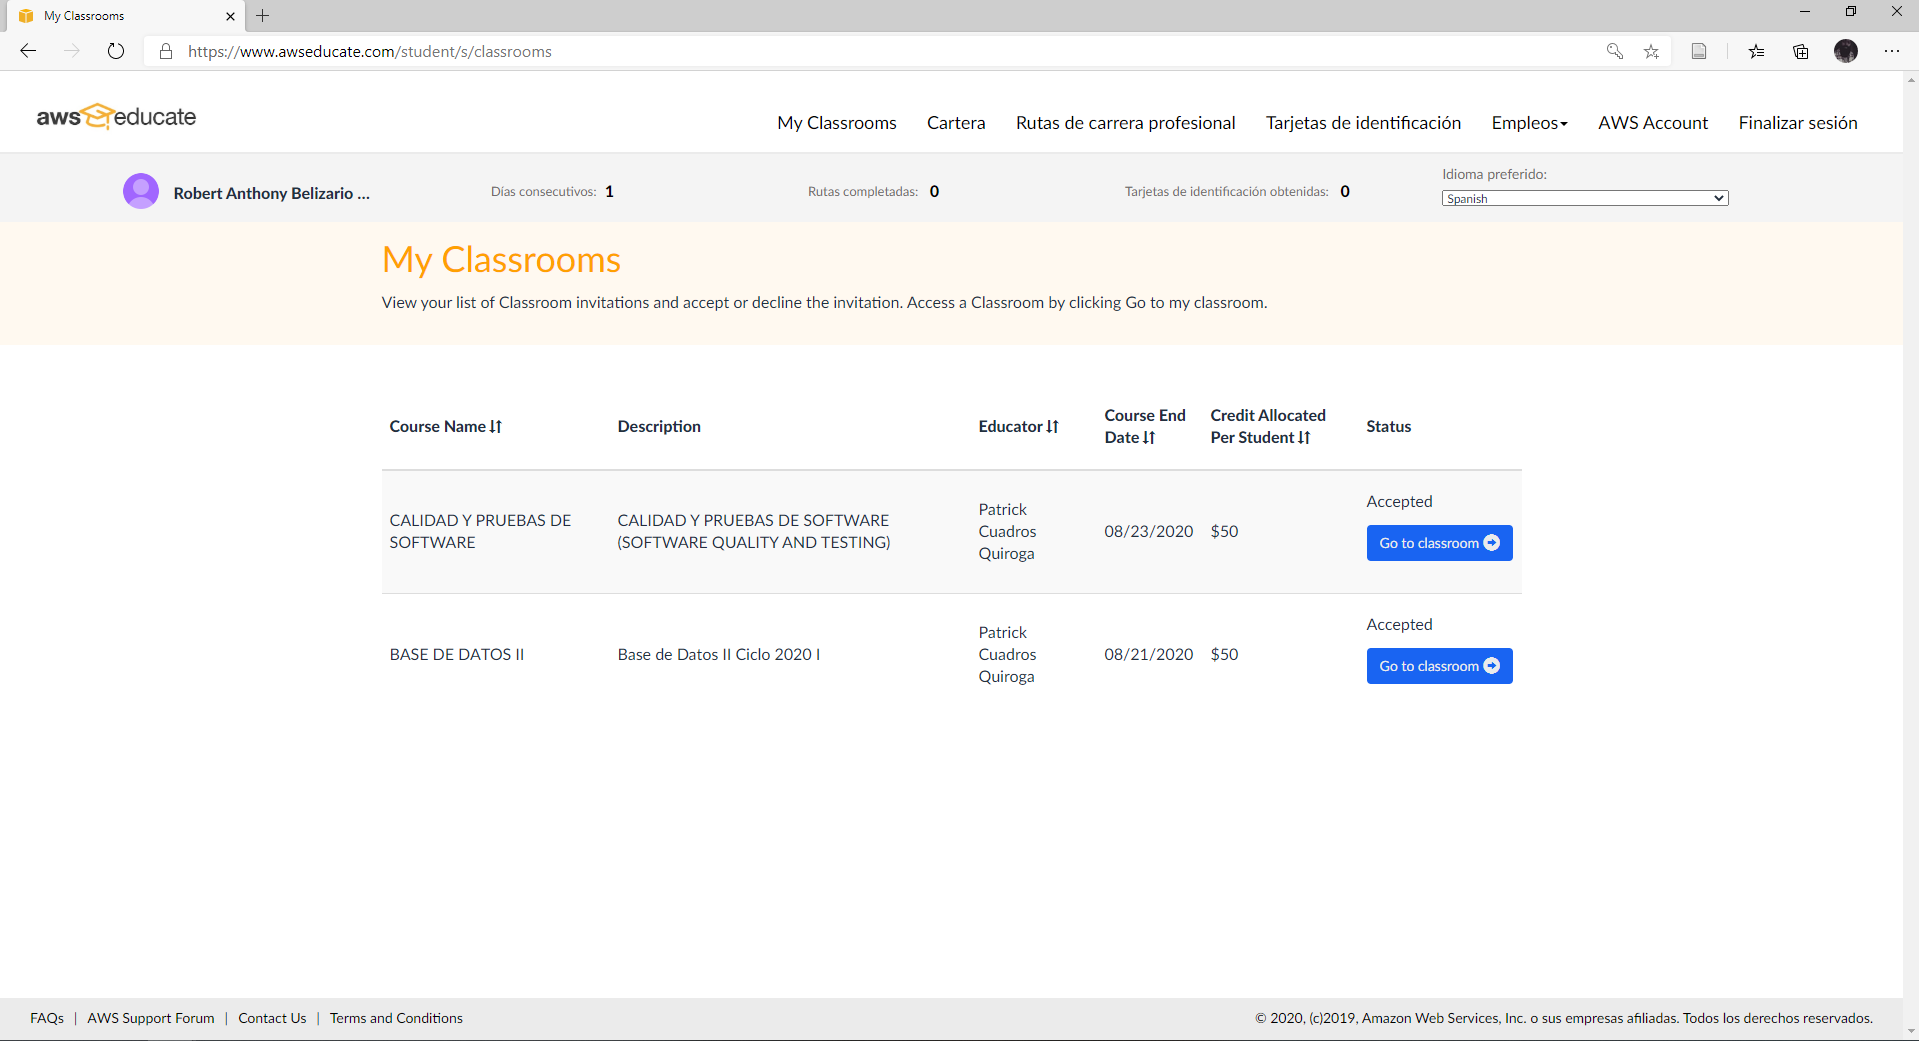 My Classrooms
https://www.awseducate.com/student/s/classrooms
aws educate
My Classrooms Cartera Rutas de carrera profesional Tarjetas de identificación Empleos AWS Account Finalizar sesión
Robert Anthony Belizario ...
Días consecutivos: 1
Rutas completadas: 0
Tarjetas de identificación obtenidas: 0
Idioma preferido:
Spanish
My Classrooms
View your list of Classroom invitations and accept or decline the invitation. Access a Classroom by clicking Go to my classroom.
Course Name
Description
Educator
Course End
Date
Credit Allocated
Per Student
Status
CALIDAD Y PRUEBAS DE
SOFTWARE
CALIDAD Y PRUEBAS DE SOFTWARE
(SOFTWARE QUALITY AND TESTING)
Patrick
Cuadros
Quiroga
08/23/2020
$50
Accepted
Go to classroom
BASE DE DATOS II
Base de Datos II Ciclo 2020 I
Patrick
Cuadros
Quiroga
08/21/2020
$50
Accepted
Go to classroom
FAQs | AWS Support Forum | Contact Us | Terms and Conditions
© 2020, (c)2019, Amazon Web Services, Inc. o sus empresas afiliadas. Todos los derechos reservados.